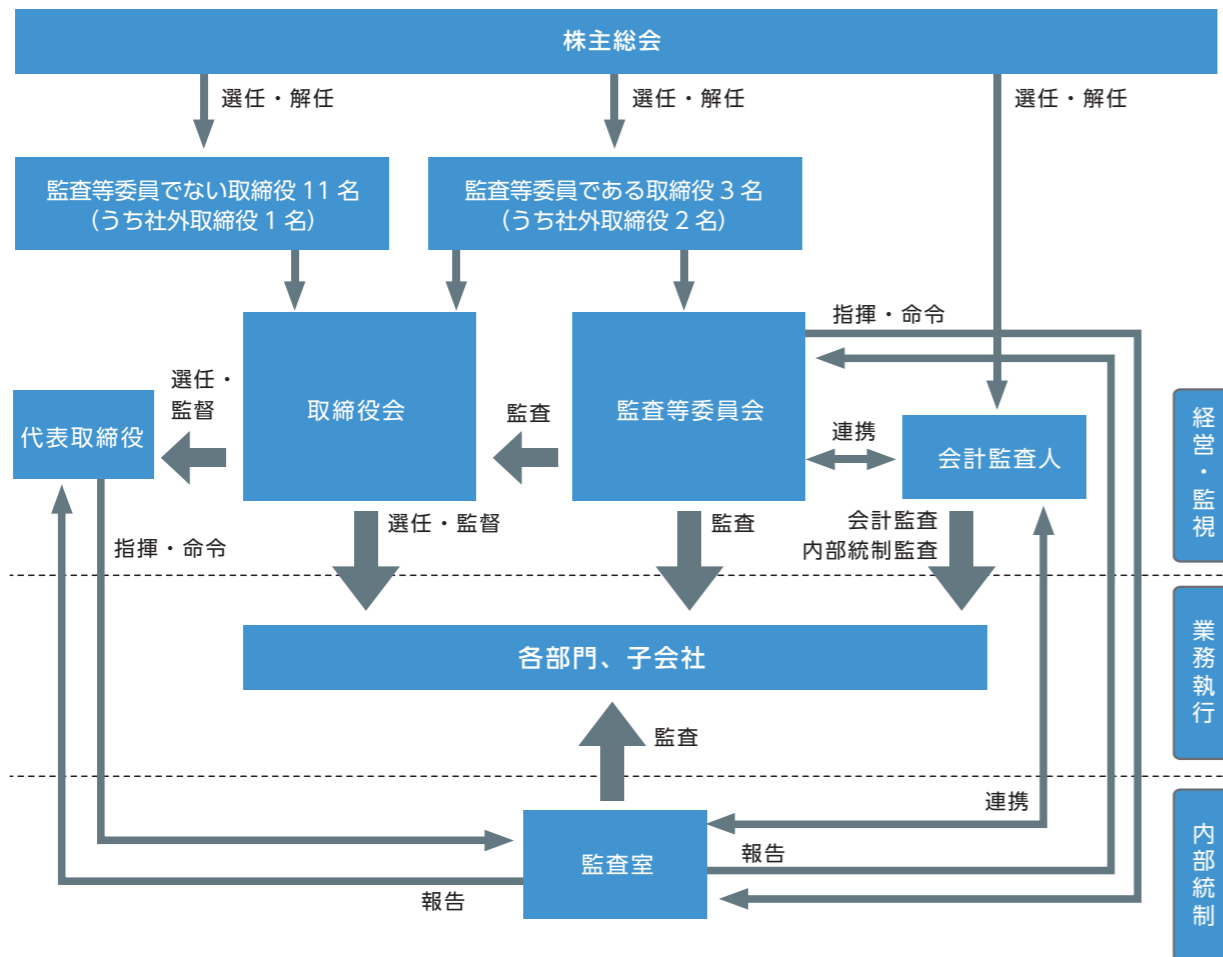 株主総会
選任・解任
選任・解任
選任・解任
監査等委員でない取締役 11 名
（うち社外取締役 1 名）
監査等委員である取締役 3 名
（うち社外取締役 2 名）
指揮・命令
選任・
監督
代表取締役
取締役会
監査
監査等委員会
連携
会計監査人
経営・監視
指揮・命令
選任・監督
監査
会計監査
内部統制監査
各部門、子会社
業務執行
監査
連携
監査室
報告
報告
内部統制